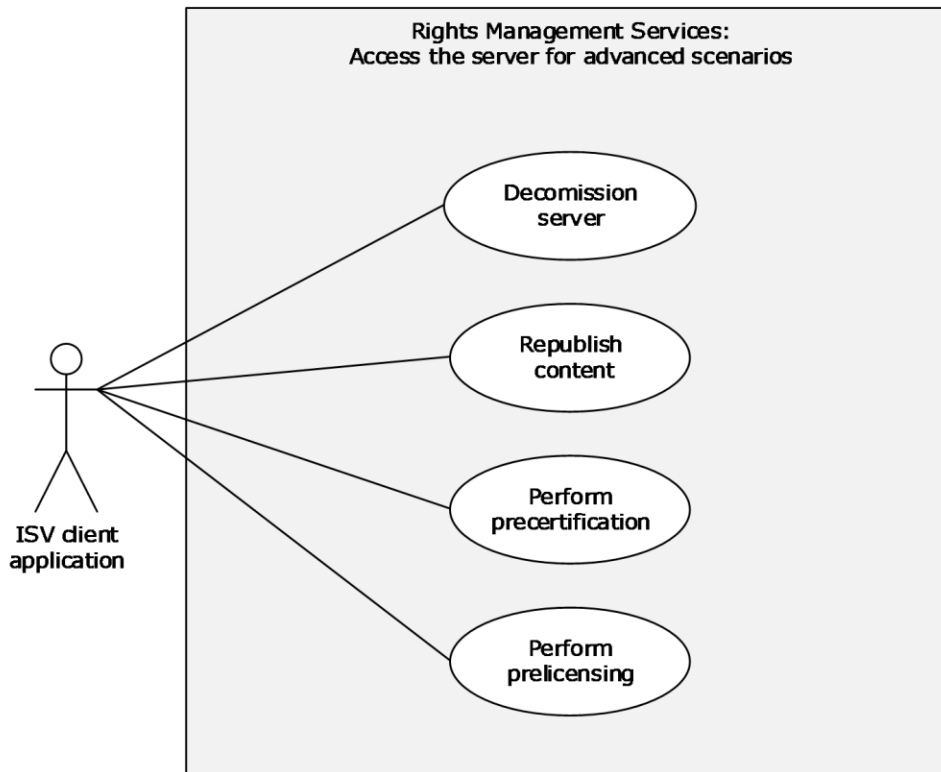 Rights Management Services:
Access the server for advanced scenarios
Decomission
server
Republish
content
Perform
precertification
Perform
prelicensing
ISV client
application